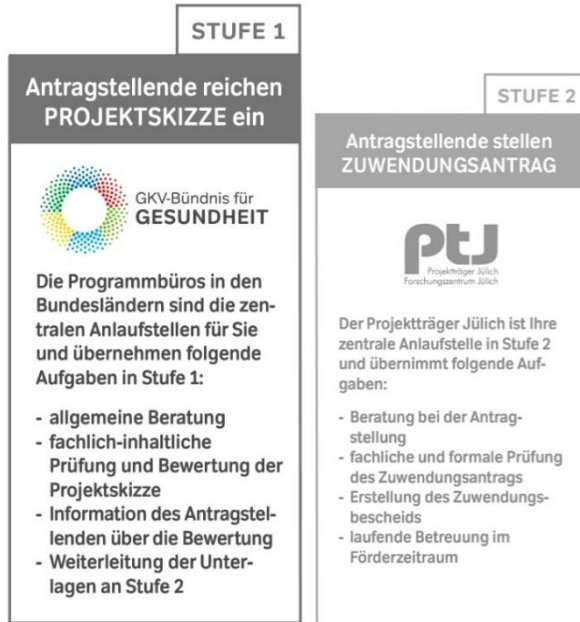 STUFE 1
Antragstellende reichen
PROJEKTSKIZZE ein
GKV-Bündnis für
GESUNDHEIT
Die Programmbüros in den
Bundesländern sind die zen-
tralen Anlaufstellen für Sie
und übernehmen folgende
Aufgaben in Stufe 1:
- allgemeine Beratung
- fachlich-inhaltliche
Prüfung und Bewertung der
Projektskizze
- Information des Antragstel-
lenden über die Bewertung
- Weiterleitung der Unter-
lagen an Stufe 2
STUFE 2
Antragstellende stellen
ZUWENDUNGSANTRAG
ptJ
Projektträger Jülich
Forschungszentrum Jülich
Der Projektträger Jülich ist Ihre
zentrale Anlaufstelle in Stufe 2
und übernimmt folgende Auf-
gaben:
- Beratung bei der Antrag-
stellung
- fachliche und formale Prüfung
des Zuwendungsantrags
- Erstellung des Zuwendungs-
bescheids
- laufende Betreuung im
Förderzeitraum